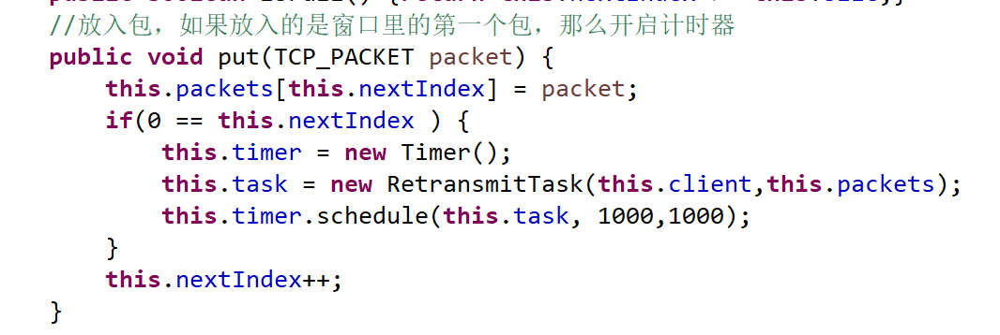 //放入包，如果放入的是窗口里的第一个包，那么开启计时器
public void put(TCP_PACKET packet) {
this.packets[this.nextIndex] = packet;
if(0 == this.nextIndex ) {
this.timer = new Timer();
this.task = new RetransmitTask(this.client,this.packets);
this.timer.schedule(this.task, 1000,1000);
}
this.nextIndex++;
}